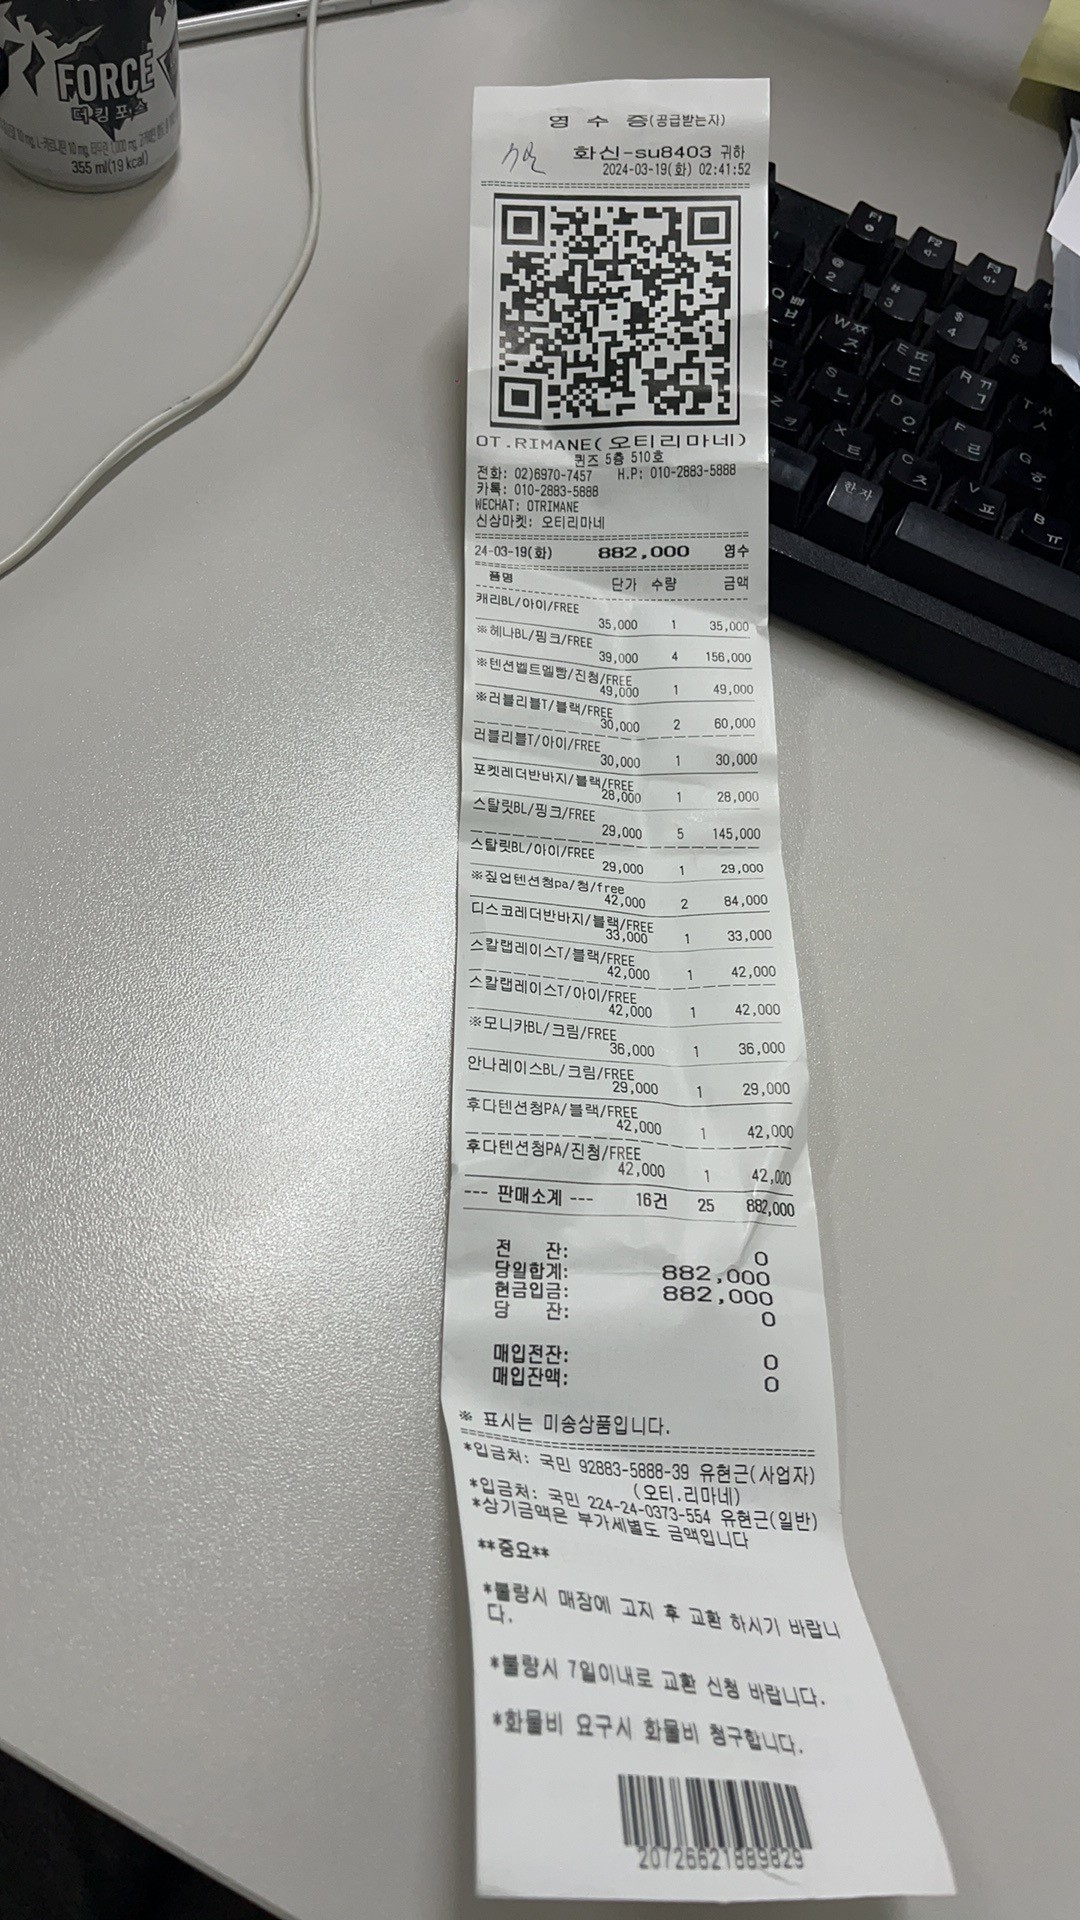 FORCE
더킹포스
355 ml(19 kcal)
영 수 증(공급받는자)
화신-su8403 귀하
2024-03-19(화) 02:41:52
OT.RIMANE(오티리마네)
퀸즈 5층 510호
전화: 02)6970-7457 H.P: 010-2883-5888
카톡: 010-2883-5888
WECHAT: OTRIMANE
신상마켓: 오티리마네
24-03-19(화) 882,000 영수
품명 단가 수량 금액
캐리BL/아이/FREE
35,000 1 35,000
※헤나BL/핑크/FREE
39,000 4 156,000
※텐션벨트멜빵/진청/FREE
49,000 1 49,000
※러블리블T/블랙/FREE
30,000 2 60,000
러블리블T/아이/FREE
30,000 1 30,000
포켓레더반바지/블랙/FREE
28,000 1 28,000
스탈릿BL/핑크/FREE
29,000 5 145,000
스탈릿BL/아이/FREE
29,000 1 29,000
※짚업텐션청pa/청/free
42,000 2 84,000
디스코레더반바지/블랙/FREE
33,000 1 33,000
스칼랩레이스T/블랙/FREE
42,000 1 42,000
스칼랩레이스T/아이/FREE
42,000 1 42,000
※모니카BL/크림/FREE
36,000 1 36,000
안나레이스BL/크림/FREE
29,000 1 29,000
후다텐션청PA/블랙/FREE
42,000 1 42,000
후다텐션청PA/진청/FREE
42,000 1 42,000
--- 판매소계 --- 16건 25 882,000
전 잔: 0
당일합계: 882,000
현금입금: 882,000
당 잔: 0
매입전잔: 0
매입잔액: 0
※ 표시는 미송상품입니다.
*입금처: 국민 92883-5888-39 유현근(사업자)
(오티.리마네)
*입금처: 국민 224-24-0373-554 유현근(일반)
*상기금액은 부가세별도 금액입니다
**중요**
*불량시 매장에 고지 후 교환 하시기 바랍니
다.
*불량시 7일이내로 교환 신청 바랍니다.
*화물비 요구시 화물비 청구합니다.
20726621889829
F1
F2
F3
@ 2
# 3
$ 4
% 5
Q ㅃ ㅂ
W ㅉ ㅈ
E ㄸ ㄷ
R ㄲ ㄱ
T ㅆ ㅅ
ㅁ
S ㄴ
D ㅇ
F ㄹ
G ㅎ
Z ㅋ
X ㅌ
C ㅊ
V ㅍ
B ㅠ
한자